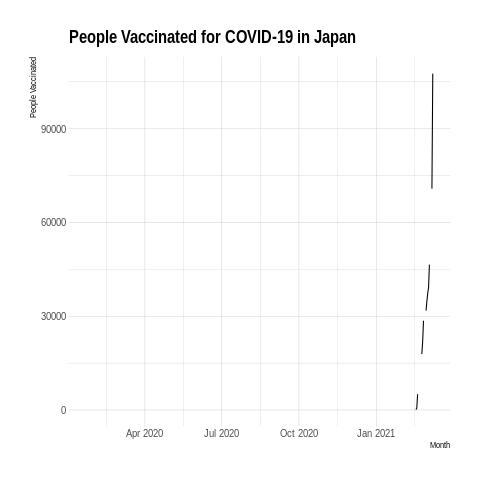 People Vaccinated for COVID-19 in Japan
People Vaccinated
90000
60000
30000
0
Apr 2020 Jul 2020 Oct 2020 Jan 2021
Month